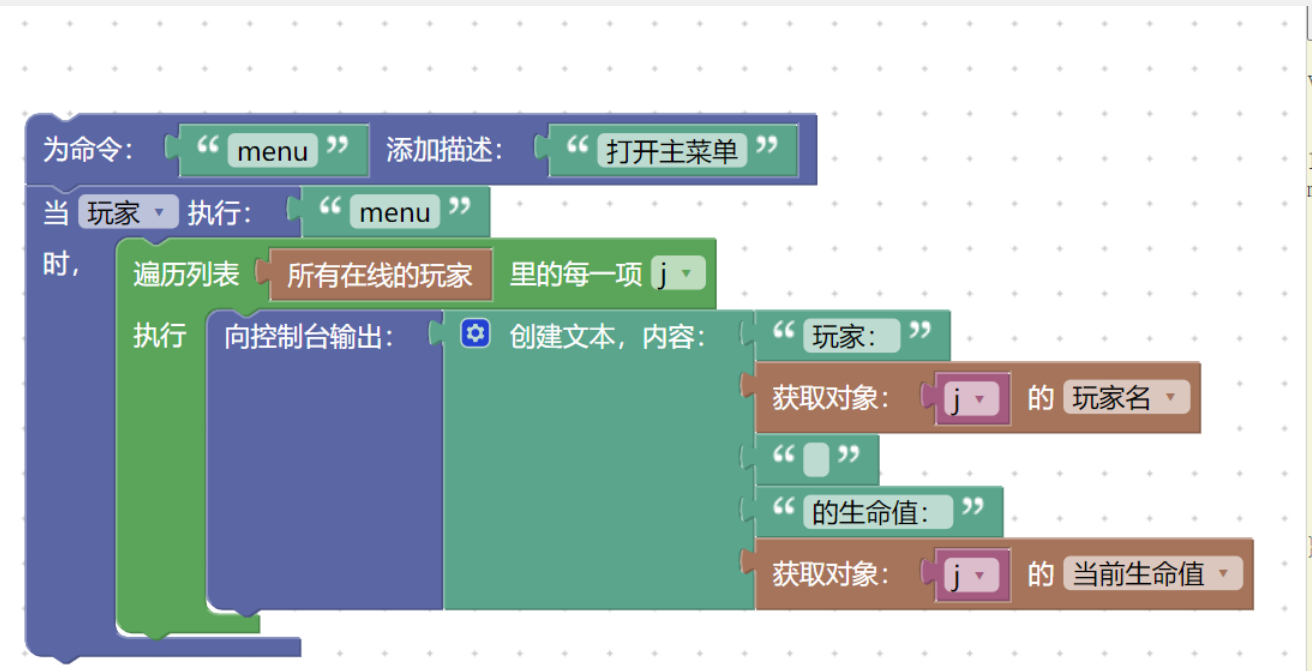 为命令： “ menu ” 添加描述： “ 打开主菜单 ”
当 玩家 执行： “ menu ”
时，
遍历列表 所有在线的玩家 里的每一项 j
执行 向控制台输出： 创建文本，内容： “ 玩家： ”
获取对象： j 的 玩家名
“ ”
“ 的生命值： ”
获取对象： j 的 当前生命值